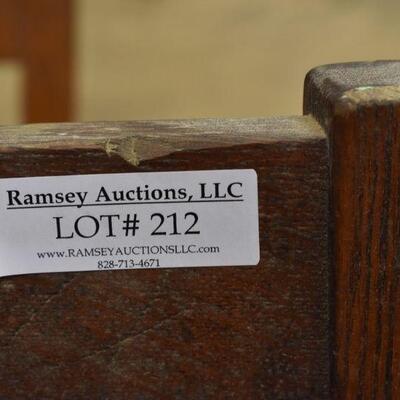 Ramsey Auctions, LLC
LOT# 212
www.RAMSEYAUCTIONSLLC.com
828-713-4671